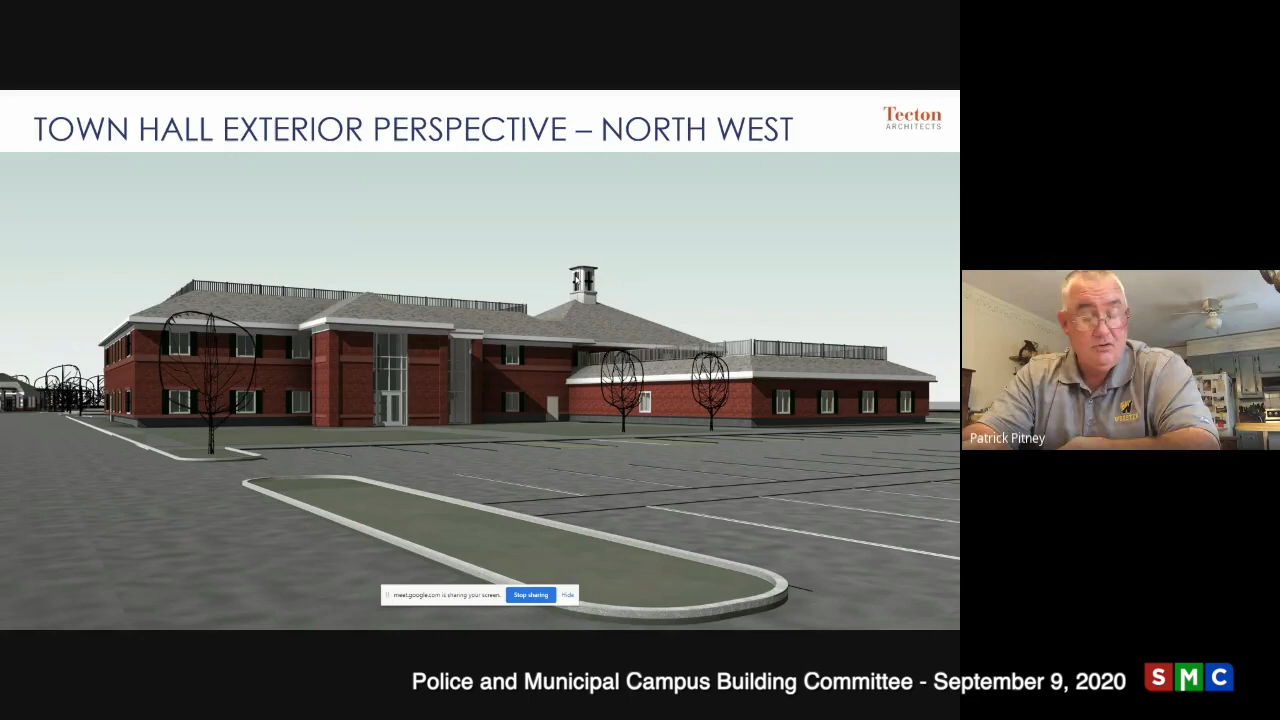 TOWN HALL EXTERIOR PERSPECTIVE – NORTH WEST
Tecton
ARCHITECTS
Patrick Pitney
meet.google.com is sharing your screen.
Stop sharing
Hide
Police and Municipal Campus Building Committee - September 9, 2020
SMC